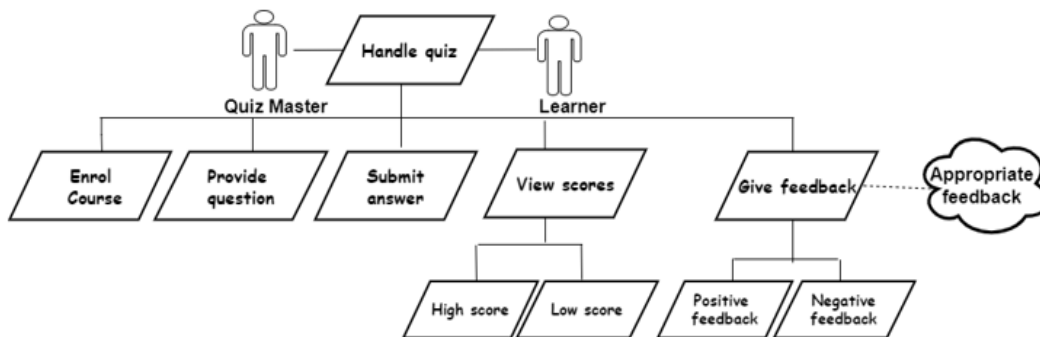 Handle quiz
Quiz Master
Learner
Enrol
Course
Provide
question
Submit
answer
View scores
Give feedback
Appropriate
feedback
High score
Low score
Positive
feedback
Negative
feedback